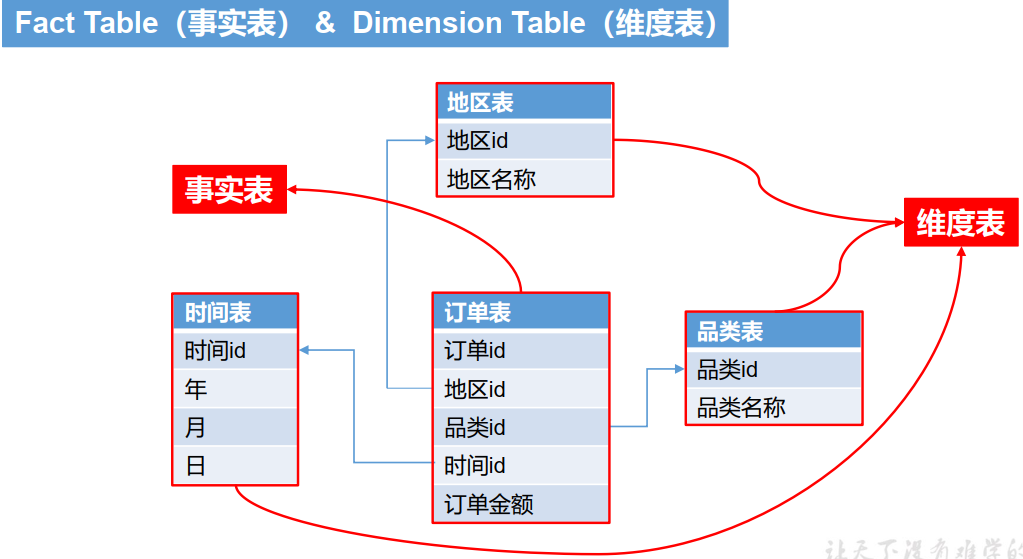 Fact Table（事实表） & Dimension Table（维度表）
地区表
地区id
地区名称
事实表
维度表
时间表
时间id
年
月
日
订单表
订单id
地区id
品类id
时间id
订单金额
品类表
品类id
品类名称
让天下没有难学的